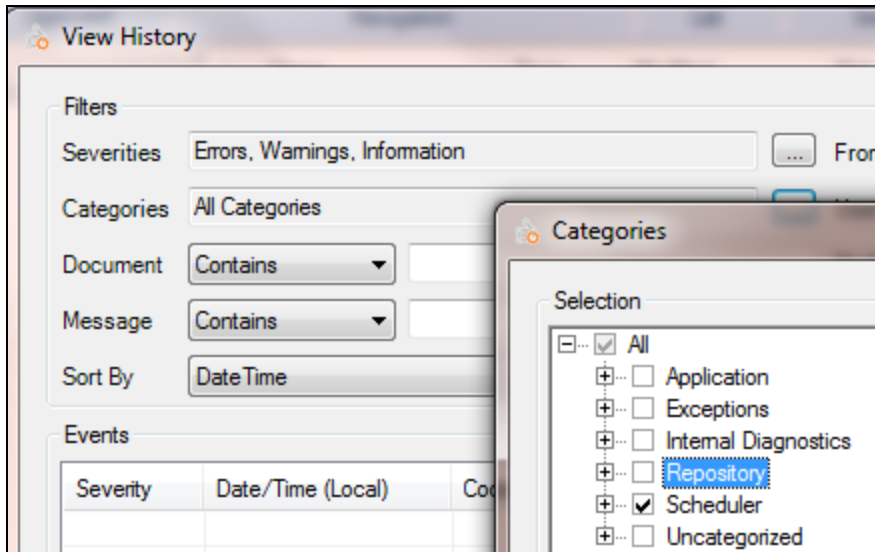 View History
Filters
Severities Errors, Warnings, Information ... From
Categories All Categories
Document Contains
Message Contains
Sort By DateTime
Events
Severity Date/Time (Local)
Categories
Selection
All
Application
Exceptions
Internal Diagnostics
Repository
Scheduler
Uncategorized